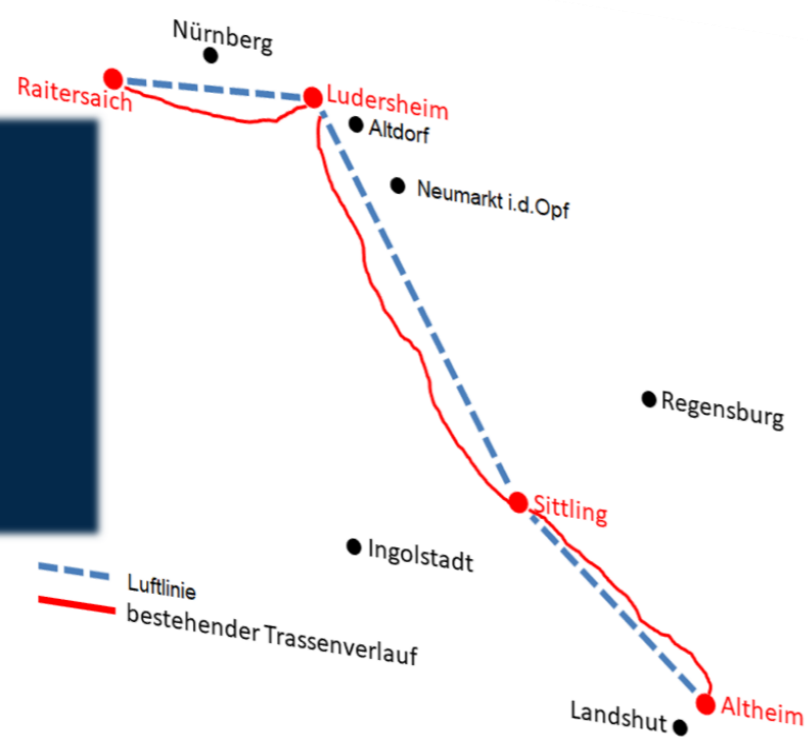 Nürnberg
Raitersaich
Ludersheim
Altdorf
Neumarkt i.d.Opf
Regensburg
Sittling
Ingolstadt
Luftlinie
bestehender Trassenverlauf
Landshut
Altheim